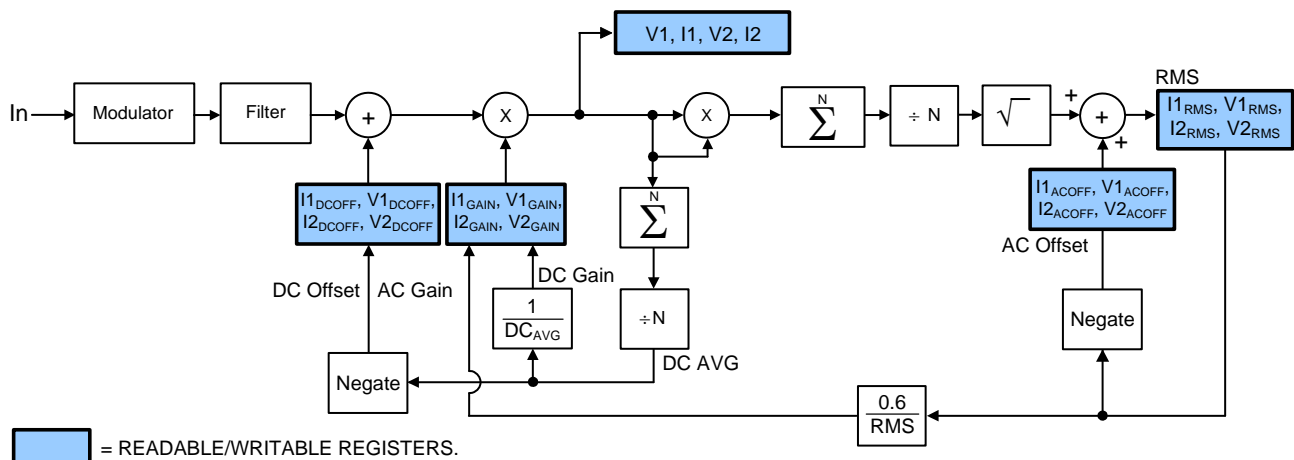 V1, I1, V2, I2
RMS
In
Modulator
Filter
+
X
X
N
∑
÷ N
√
+
+
+
I1RMS, V1RMS,
I2RMS, V2RMS
I1DCOFF, V1DCOFF,
I2DCOFF, V2DCOFF
I1GAIN, V1GAIN,
I2GAIN, V2GAIN
N
∑
I1ACOFF, V1ACOFF,
I2ACOFF, V2ACOFF
AC Offset
DC Offset
AC Gain
DC Gain
1
DCAVG
÷N
DC AVG
Negate
Negate
0.6
RMS
= READABLE/WRITABLE REGISTERS.